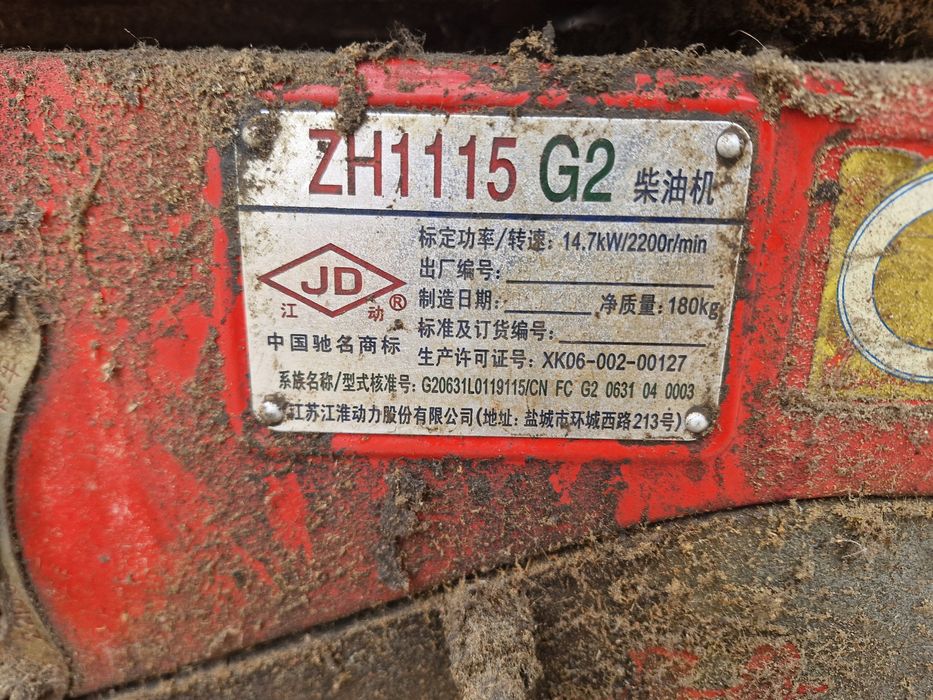 ZH1115 G2 柴油机
标定功率/转速: 14.7kW/2200r/min
出厂编号:
制造日期: 净质量: 180kg
标准及订货编号:
生产许可证号: XK06-002-00127
JD
江 动 ®
中国驰名商标
系族名称/型式核准号: G20631L0119115/CN FC G2 0631 04 0003
江苏江淮动力股份有限公司(地址: 盐城市环城西路213号)